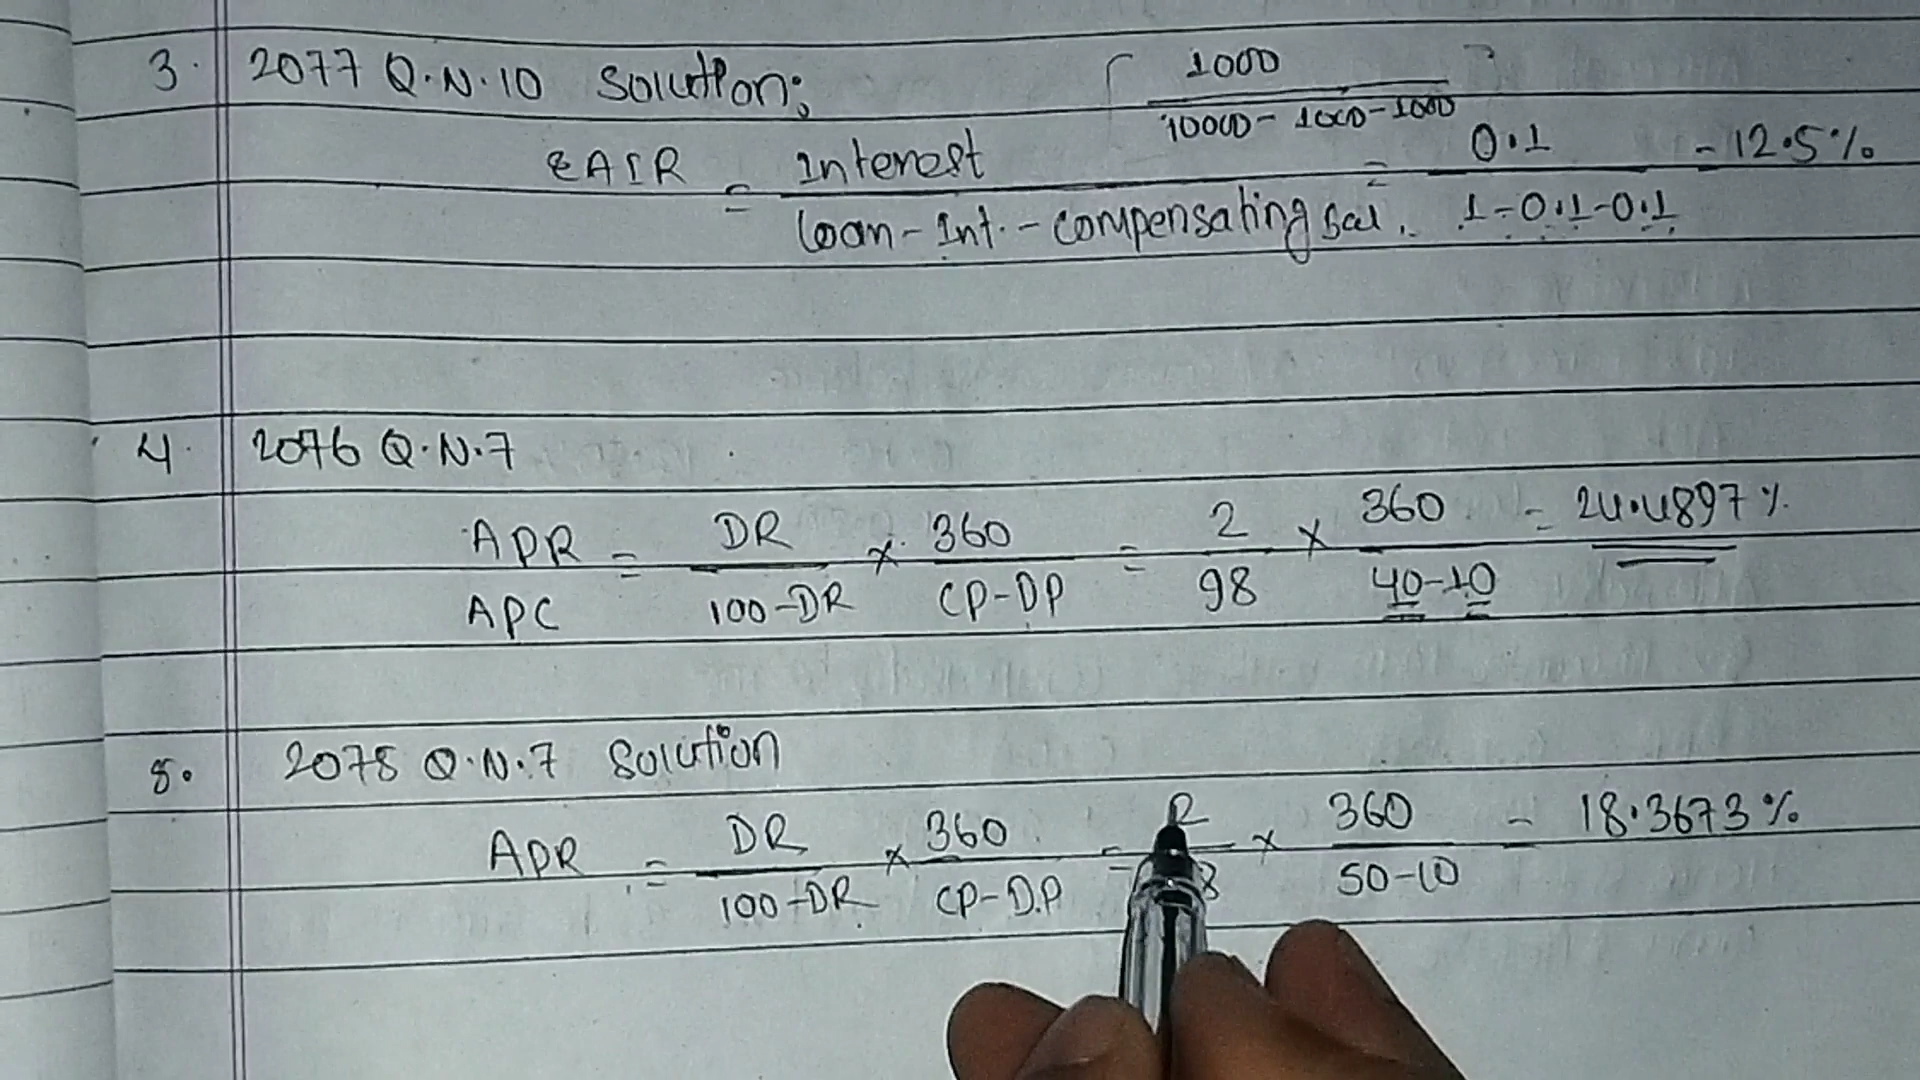 3. 2077 Q.N.10 Solution;
[ 1000 / 10000 - 1000 - 1000 ]
EAIR = Interest / Loan - Int. - Compensating bal. = 0.1 / 1-0.1-0.1 - 12.5%
4. 2076 Q.N.7
APR = DR / 100-DR × 360 / CP-DP = 2 / 98 × 360 / 40-10 = 24.4897%
APC
5. 2075 Q.N.7 Solution
APR = DR / 100-DR × 360 / CP-D.P = 2 / 8 × 360 / 50-10 = 18.3673%